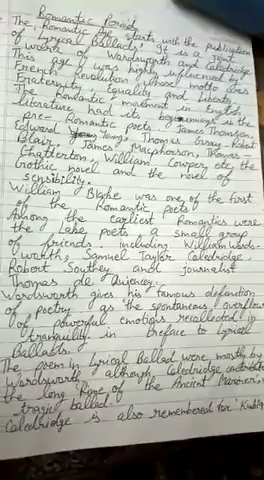 Romantic Period
The Romantic age starts with the publication
of 'Lyrical Ballads'. It is a joint
work of Wordsworth and Caledridge.
This age was highly influenced by
French Revolution whose motto lives
Fraternity, Equality and Liberty.
The Romantic movement in English
literature had its beginnings in the
pre-Romantic poets James Thomson,
Edward Young, Thomas Gray, Robert
Blair, James Macpherson, Thomas-
Chatterton, William Cowper, etc, the
Gothic novel and the novel of
sensibility.
William Blake was one of the first
of the Romantic poets.
Among the earliest Romantics were
the Lake poets, a small group
of friends, including William Words-
worth, Samuel Taylor Caledridge,
Robert Southey and journalist
Thomas de Quiencey.
Wordsworth gives his famous definition
of poetry as the spontaneous overflow
of powerful emotions recollected in
tranquility in preface to Lyrical
Ballads.
The poem in Lyrical Ballad were mostly by
Wordsworth, although, Caledridge contributed
the long Rime of the Ancient Mariner,
tragic ballad.
Caledridge is also remembered for